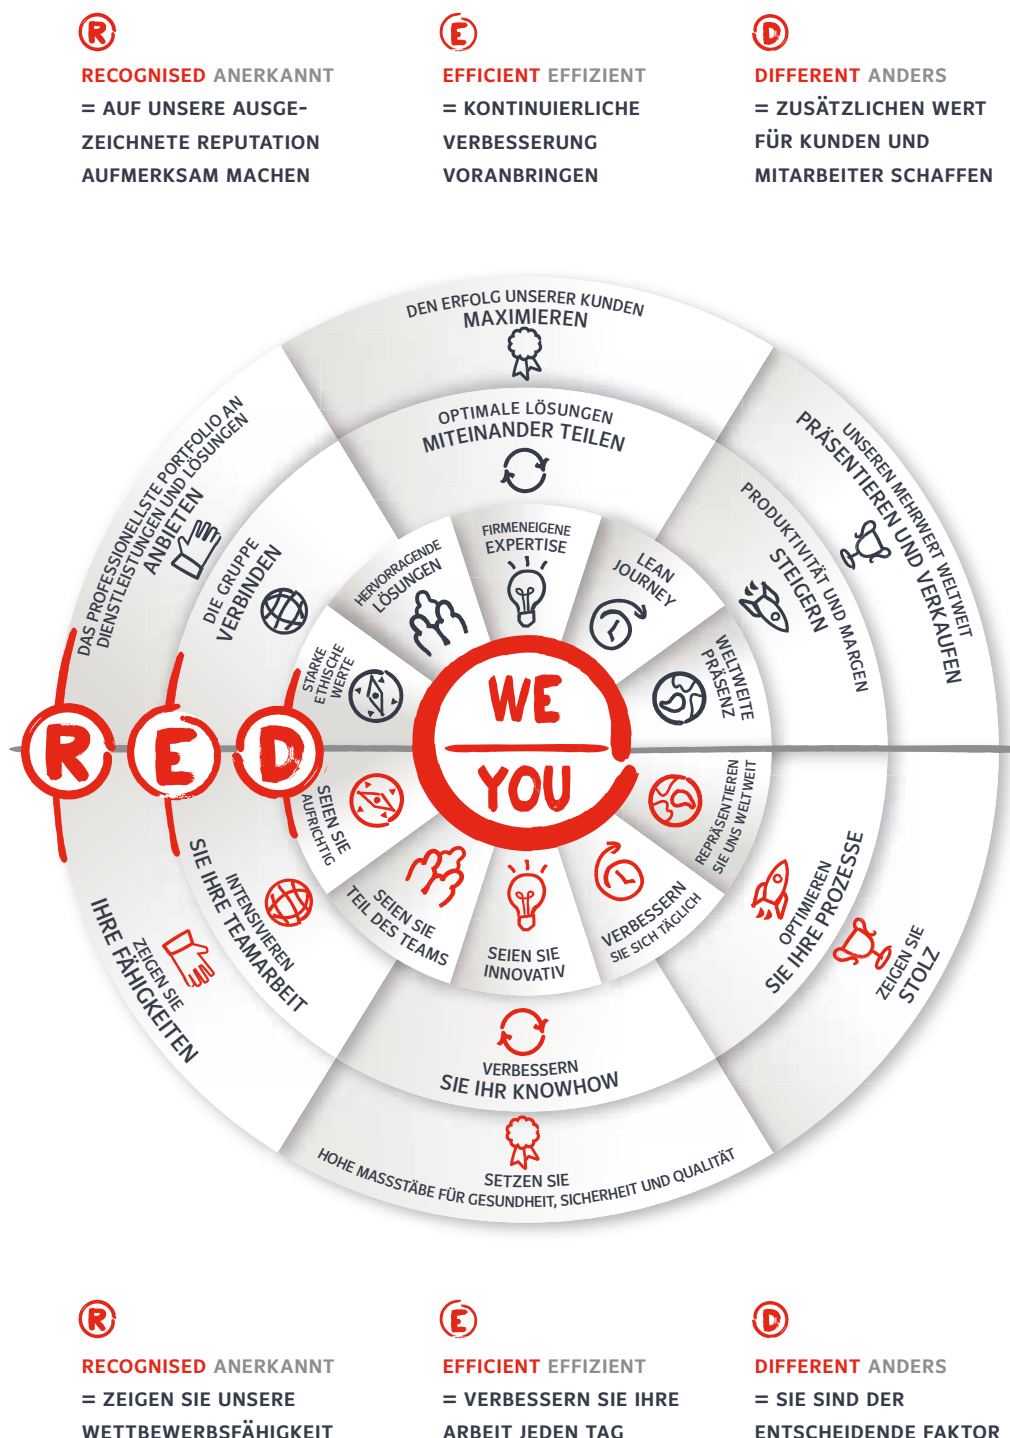 R
RECOGNISED ANERKANNT
= AUF UNSERE AUSGE-
ZEICHNETE REPUTATION
AUFMERKSAM MACHEN
E
EFFICIENT EFFIZIENT
= KONTINUIERLICHE
VERBESSERUNG
VORANBRINGEN
D
DIFFERENT ANDERS
= ZUSÄTZLICHEN WERT
FÜR KUNDEN UND
MITARBEITER SCHAFFEN
DAS PROFESSIONELLSTE PORTFOLIO AN
DIENSTLEISTUNGEN UND LÖSUNGEN
ANBIETEN
DEN ERFOLG UNSERER KUNDEN
MAXIMIEREN
UNSEREN MEHRWERT WELTWEIT
PRÄSENTIEREN UND VERKAUFEN
DIE GRUPPE
VERBINDEN
OPTIMALE LÖSUNGEN
MITEINANDER TEILEN
PRODUKTIVITÄT UND MARGEN
STEIGERN
STARKE
ETHISCHE
WERTE
HERVORRAGENDE
LÖSUNGEN
FIRMENEIGENE
EXPERTISE
LEAN
JOURNEY
WELTWEITE
PRÄSENZ
R E D
WE
YOU
SEIEN SIE
AUFRICHTIG
SEIEN SIE
TEIL DES TEAMS
SEIEN SIE
INNOVATIV
VERBESSERN
SIE SICH TÄGLICH
REPRÄSENTIEREN
SIE UNS WELTWEIT
INTENSIVIEREN
SIE IHRE TEAMARBEIT
VERBESSERN
SIE IHR KNOWHOW
OPTIMIEREN
SIE IHRE PROZESSE
ZEIGEN SIE
IHRE FÄHIGKEITEN
SETZEN SIE
HOHE MASSSTÄBE FÜR GESUNDHEIT, SICHERHEIT UND QUALITÄT
ZEIGEN SIE
STOLZ
R
RECOGNISED ANERKANNT
= ZEIGEN SIE UNSERE
WETTBEWERBSFÄHIGKEIT
E
EFFICIENT EFFIZIENT
= VERBESSERN SIE IHRE
ARBEIT JEDEN TAG
D
DIFFERENT ANDERS
= SIE SIND DER
ENTSCHEIDENDE FAKTOR